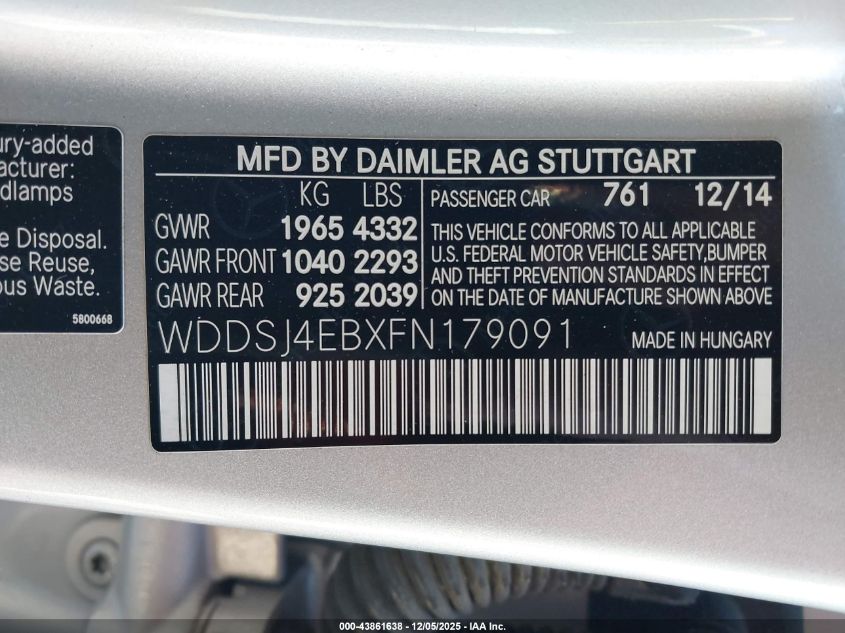 ury-added
acturer:
adlamps
e Disposal.
se Reuse,
ous Waste.
5800668
MFD BY DAIMLER AG STUTTGART
KG LBS
GVWR 1965 4332
GAWR FRONT 1040 2293
GAWR REAR 925 2039
PASSENGER CAR 761 12/14
THIS VEHICLE CONFORMS TO ALL APPLICABLE
U.S. FEDERAL MOTOR VEHICLE SAFETY,BUMPER
AND THEFT PREVENTION STANDARDS IN EFFECT
ON THE DATE OF MANUFACTURE SHOWN ABOVE
WDDSJ4EBXFN179091 MADE IN HUNGARY
000-43861638 - 12/05/2025 - IAA Inc.